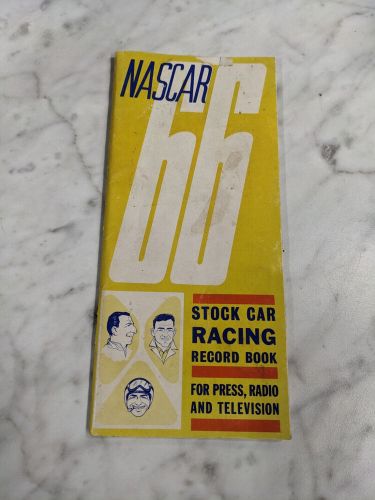 NASCAR
66
STOCK CAR
RACING
RECORD BOOK
FOR PRESS, RADIO
AND TELEVISION